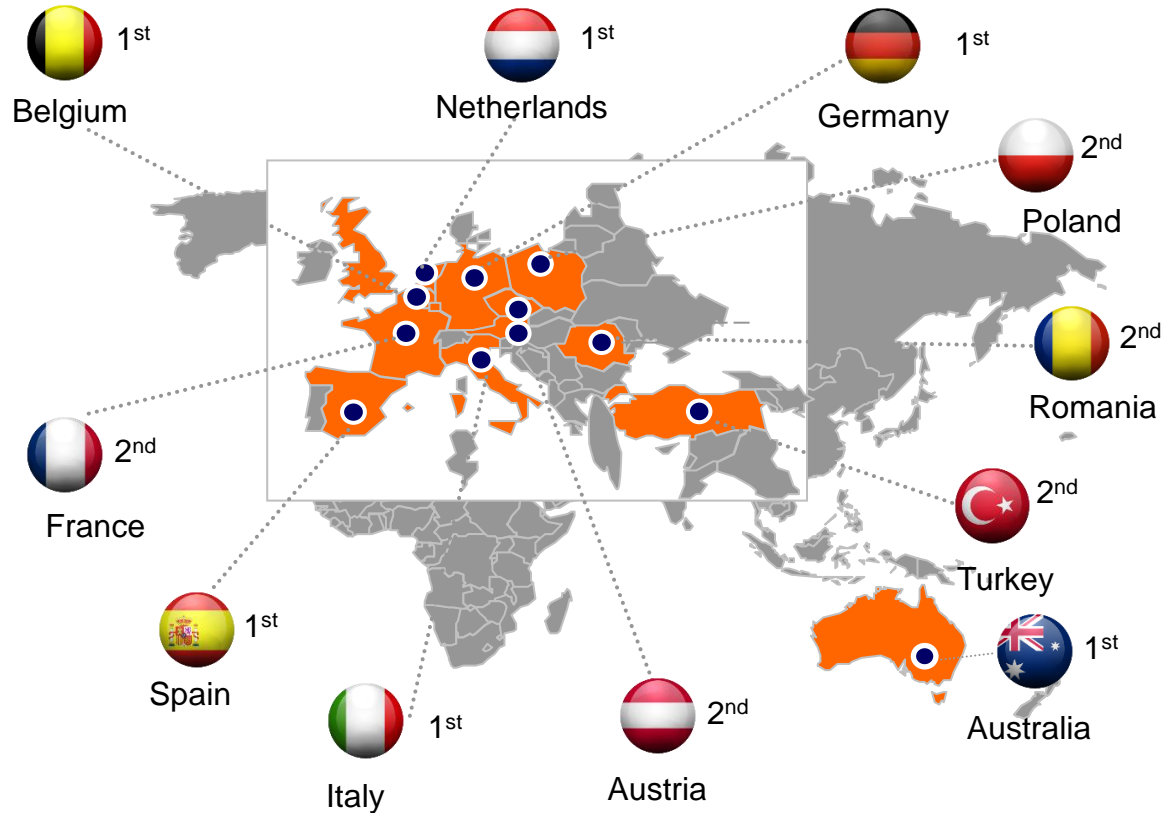 1st
Belgium
1st
Netherlands
1st
Germany
2nd
Poland
2nd
Romania
2nd
France
2nd
Turkey
1st
Spain
1st
Australia
1st
Italy
2nd
Austria